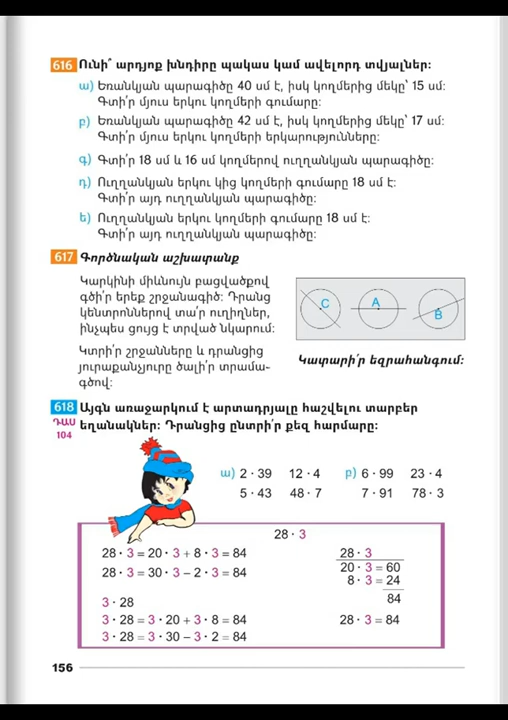 616 Ունի՞ արդյոք խնդիրը պակաս կամ ավելորդ տվյալներ:
ա) Եռանկյան պարագիծը 40 սմ է, իսկ կողմերից մեկը՝ 15 սմ:
Գտի՛ր մյուս երկու կողմերի գումարը:
բ) Եռանկյան պարագիծը 42 սմ է, իսկ կողմերից մեկը՝ 17 սմ:
Գտի՛ր մյուս երկու կողմերի երկարությունները:
գ) Գտի՛ր 18 սմ և 16 սմ կողմերով ուղղանկյան պարագիծը:
դ) Ուղղանկյան երկու կից կողմերի գումարը 18 սմ է:
Գտի՛ր այդ ուղղանկյան պարագիծը:
ե) Ուղղանկյան երկու կողմերի գումարը 18 սմ է:
Գտի՛ր այդ ուղղանկյան պարագիծը:
617 Գործնական աշխատանք
Կարկինի միևնույն բացվածքով
գծի՛ր երեք շրջանագիծ: Դրանց
կենտրոններով տա՛ր ուղիղներ,
ինչպես ցույց է տրված նկարում:
C A B
Կտրի՛ր շրջանները և դրանցից
յուրաքանչյուրը ծալի՛ր տրամա-
գծով:
Կատարի՛ր եզրահանգում:
618 Այգն առաջարկում է արտադրյալը հաշվելու տարբեր
եղանակներ: Դրանցից ընտրի՛ր քեզ հարմարը:
ԴԱՍ
104
ա) 2 · 39 12 · 4 բ) 6 · 99 23 · 4
5 · 43 48 · 7 7 · 91 78 · 3
28 · 3
28 · 3 = 20 · 3 + 8 · 3 = 84
28 · 3 = 30 · 3 – 2 · 3 = 84
3 · 28
3 · 28 = 3 · 20 + 3 · 8 = 84
3 · 28 = 3 · 30 – 3 · 2 = 84
28 · 3
20 · 3 = 60
8 · 3 = 24
84
28 · 3 = 84
156